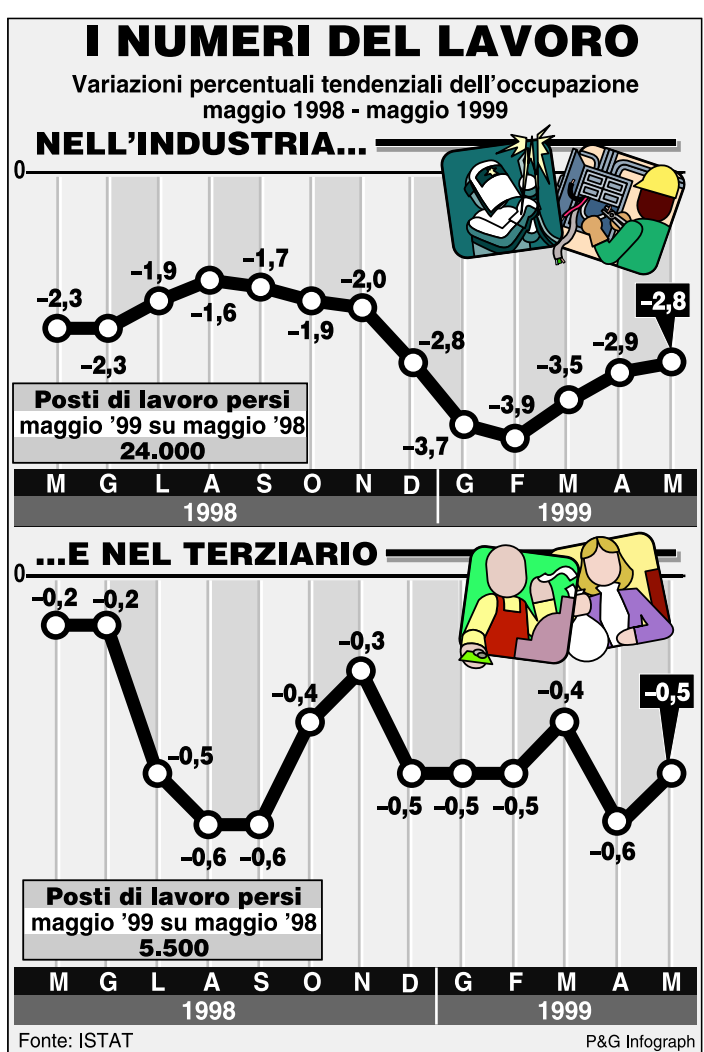 I NUMERI DEL LAVORO
Variazioni percentuali tendenziali dell'occupazione
maggio 1998 - maggio 1999
NELL'INDUSTRIA...
0
–2,3
–2,3
–1,9
–1,6
–1,7
–1,9
–2,0
–2,8
–3,7
–3,9
–3,5
–2,9
–2,8
Posti di lavoro persi
maggio '99 su maggio '98
24.000
M G L A S O N D G F M A M
1998 1999
...E NEL TERZIARIO
0
–0,2
–0,2
–0,5
–0,6
–0,6
–0,4
–0,3
–0,5
–0,5
–0,5
–0,4
–0,6
–0,5
Posti di lavoro persi
maggio '99 su maggio '98
5.500
M G L A S O N D G F M A M
1998 1999
Fonte: ISTAT P&G Infograph